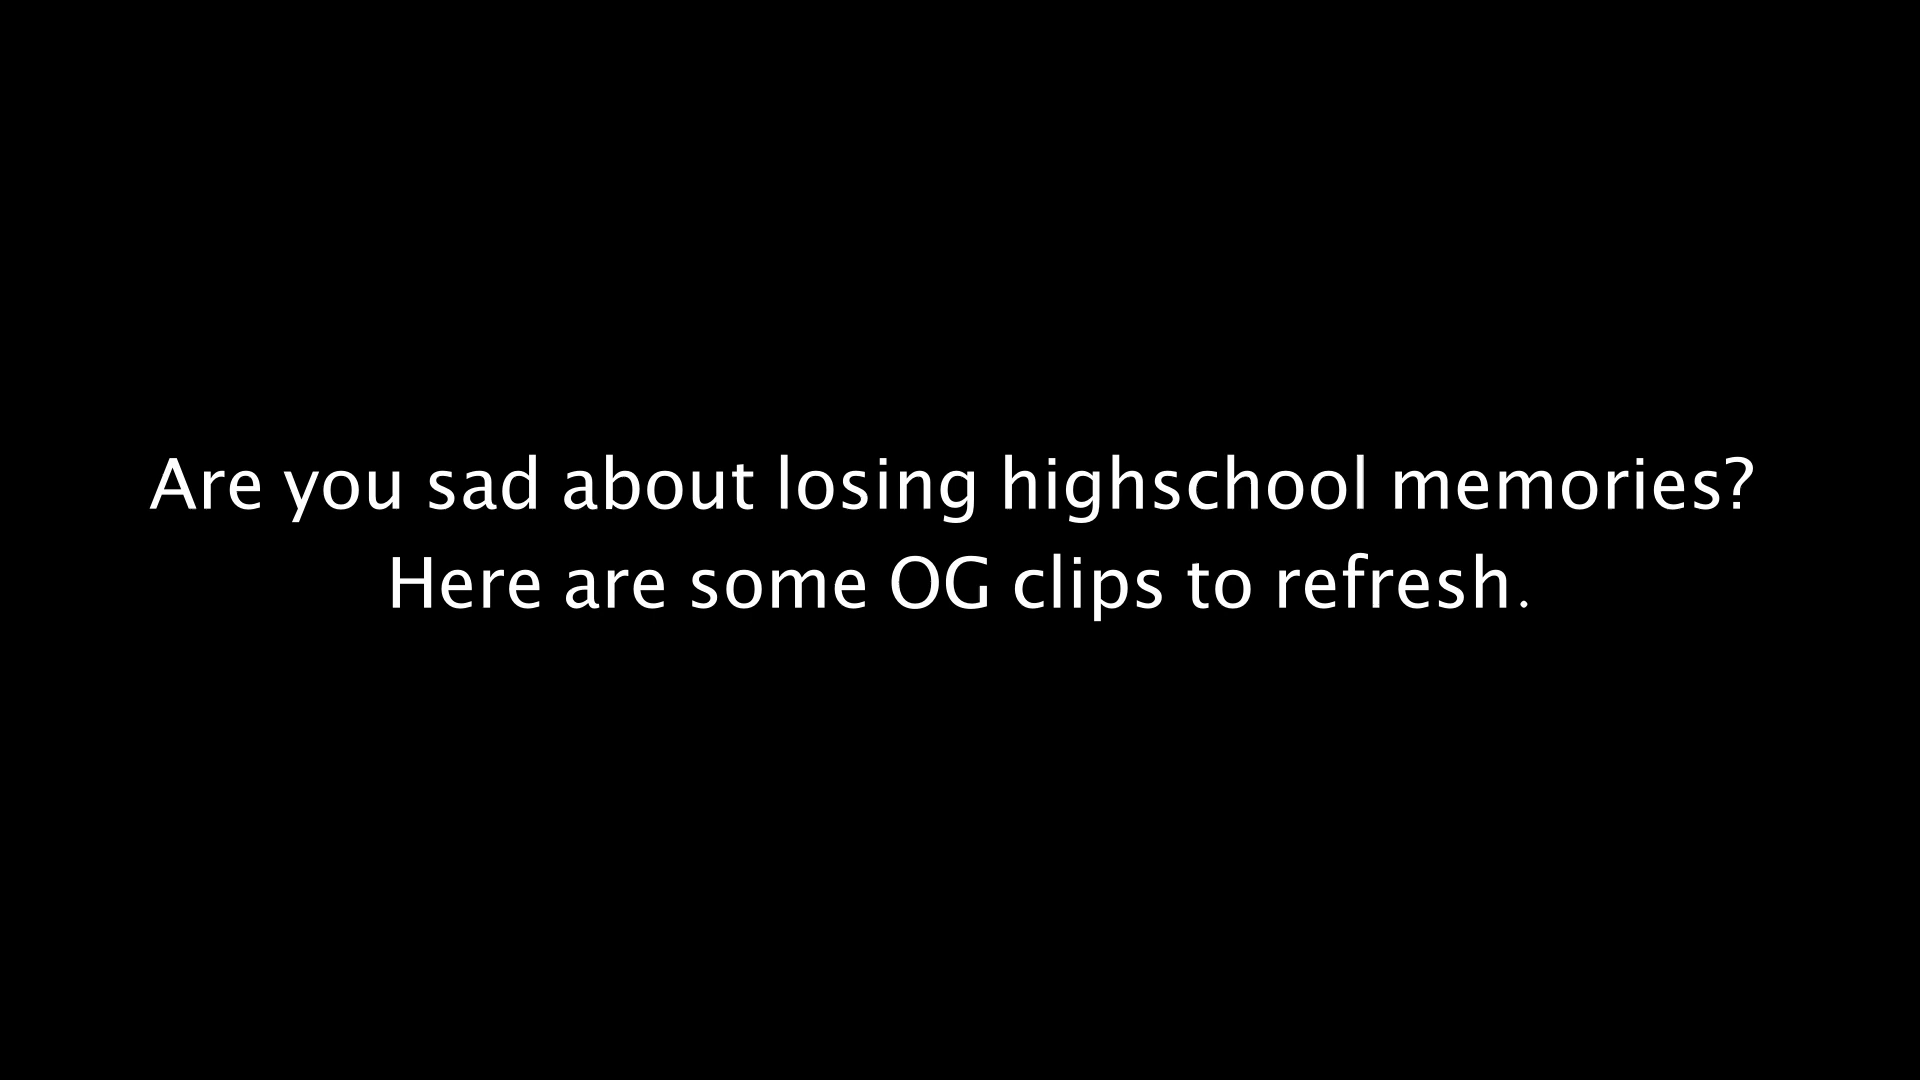 Are you sad about losing highschool memories?
Here are some OG clips to refresh.